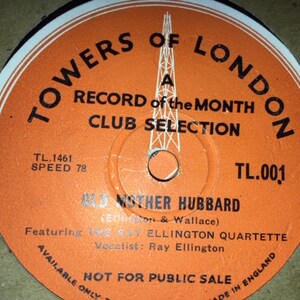 TOWERS OF LONDON
A
RECORD of the MONTH
CLUB SELECTION
TL.1461
SPEED 78
TL.001
OLD MOTHER HUBBARD
(Ellington & Wallace)
Featuring THE RAY ELLINGTON QUARTETTE
Vocalist: Ray Ellington
NOT FOR PUBLIC SALE
AVAILABLE ONLY
MADE IN ENGLAND